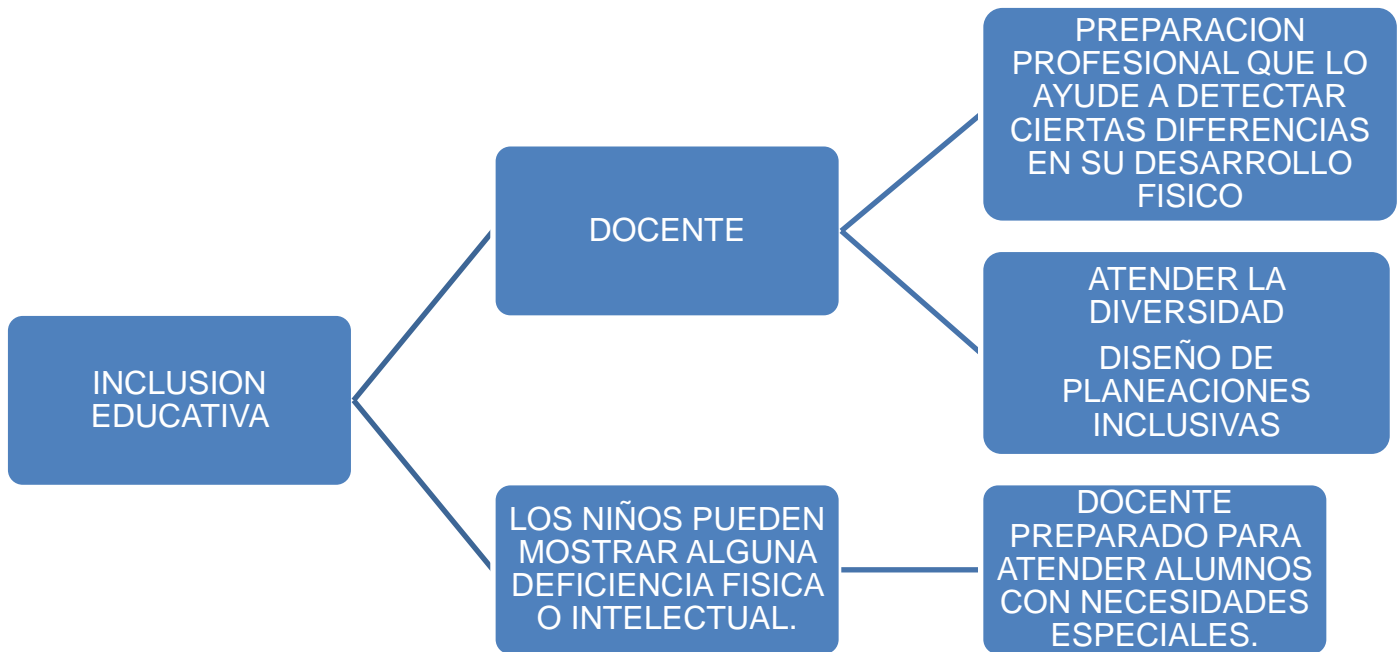 INCLUSION
EDUCATIVA
DOCENTE
PREPARACION
PROFESIONAL QUE LO
AYUDE A DETECTAR
CIERTAS DIFERENCIAS
EN SU DESARROLLO
FISICO
ATENDER LA
DIVERSIDAD
DISEÑO DE
PLANEACIONES
INCLUSIVAS
LOS NIÑOS PUEDEN
MOSTRAR ALGUNA
DEFICIENCIA FISICA
O INTELECTUAL.
DOCENTE
PREPARADO PARA
ATENDER ALUMNOS
CON NECESIDADES
ESPECIALES.